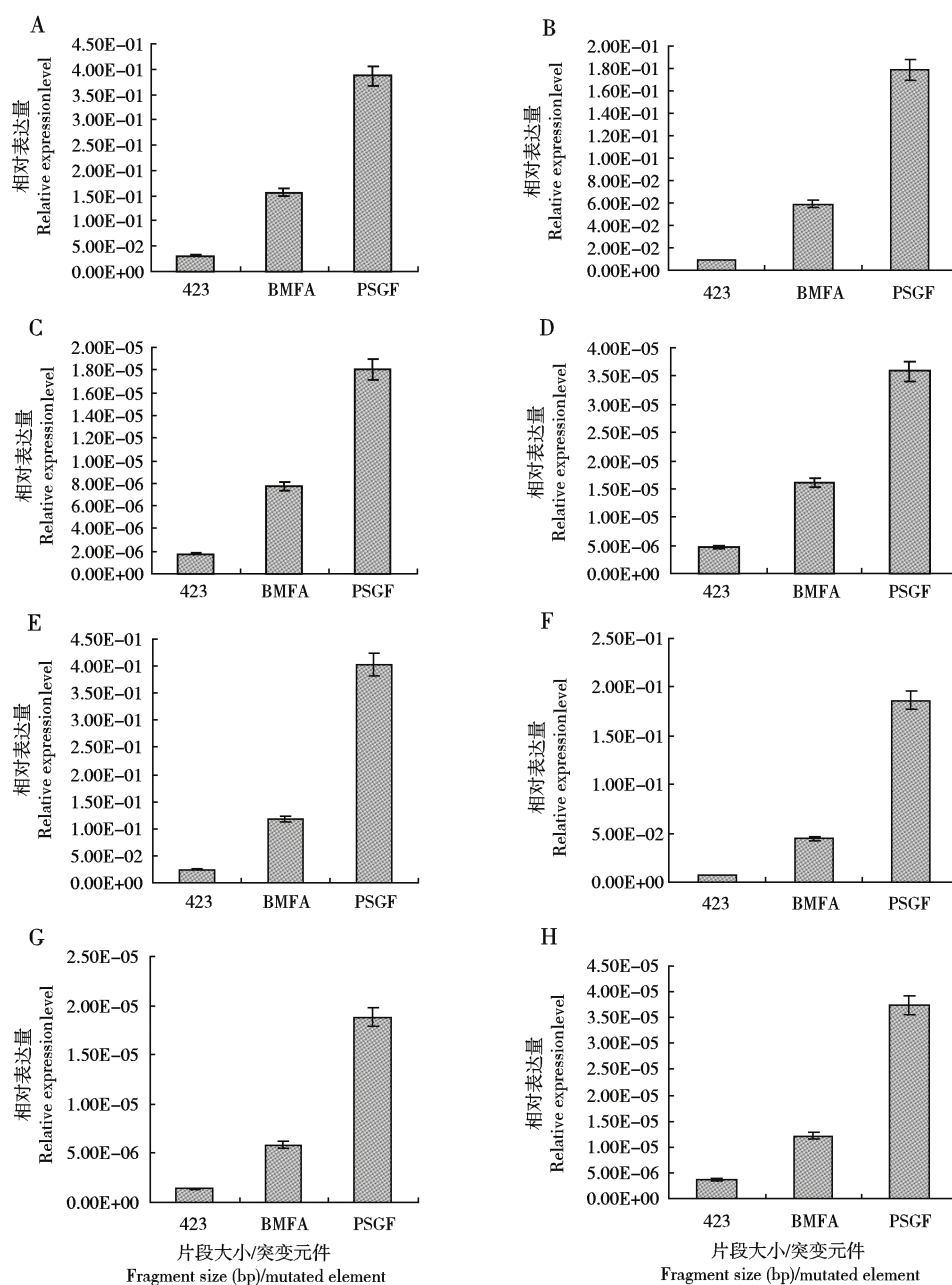 A
相对表达量
Relative expressionlevel
4.50E−01
4.00E−01
3.50E−01
3.00E−01
2.50E−01
2.00E−01
1.50E−01
1.00E−01
5.00E−02
0.00E+00
423
BMFA
PSGF
B
相对表达量
Relative expressionlevel
2.00E−01
1.80E−01
1.60E−01
1.40E−01
1.20E−01
1.00E−01
8.00E−02
6.00E−02
4.00E−02
2.00E−02
0.00E+00
423
BMFA
PSGF
C
相对表达量
Relative expressionlevel
2.00E−05
1.80E−05
1.60E−05
1.40E−05
1.20E−05
1.00E−05
8.00E−06
6.00E−06
4.00E−06
2.00E−06
0.00E+00
423
BMFA
PSGF
D
相对表达量
Relative expressionlevel
4.00E−05
3.50E−05
3.00E−05
2.50E−05
2.00E−05
1.50E−05
1.00E−05
5.00E−06
0.00E+00
423
BMFA
PSGF
E
相对表达量
Relative expressionlevel
4.50E−01
4.00E−01
3.50E−01
3.00E−01
2.50E−01
2.00E−01
1.50E−01
1.00E−01
5.00E−02
0.00E+00
423
BMFA
PSGF
F
相对表达量
Relative expressionlevel
2.50E−01
2.00E−01
1.50E−01
1.00E−01
5.00E−02
0.00E+00
423
BMFA
PSGF
G
相对表达量
Relative expressionlevel
2.50E−05
2.00E−05
1.50E−05
1.00E−05
5.00E−06
0.00E+00
423
BMFA
PSGF
片段大小/突变元件
Fragment size (bp)/mutated element
H
相对表达量
Relative expressionlevel
4.50E−05
4.00E−05
3.50E−05
3.00E−05
2.50E−05
2.00E−05
1.50E−05
1.00E−05
5.00E−06
0.00E+00
423
BMFA
PSGF
片段大小/突变元件
Fragment size (bp)/mutated element